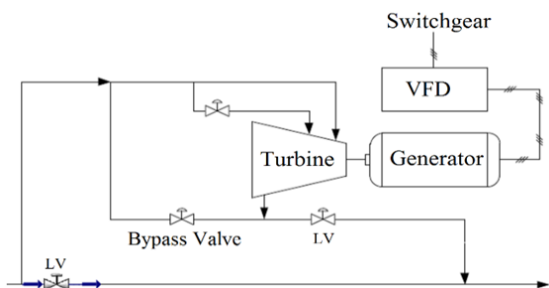 Switchgear
VFD
Turbine
Generator
Bypass Valve
LV
LV